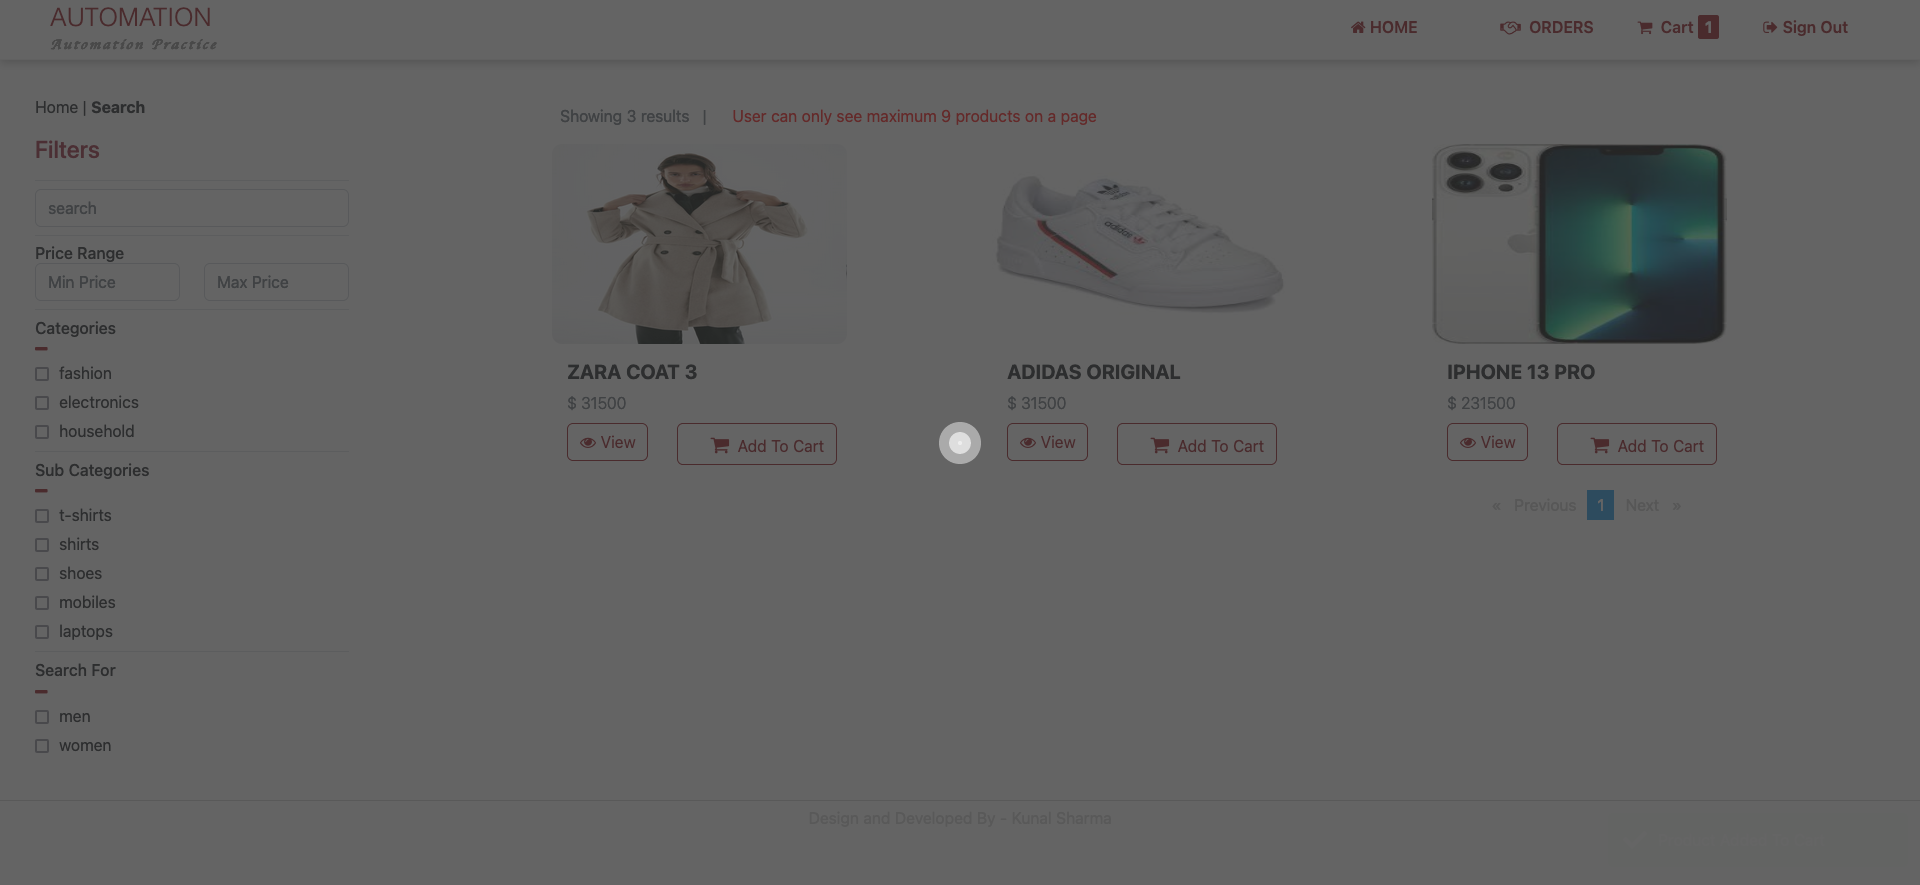 AUTOMATION
Automation Practice
HOME
ORDERS
Cart 1
Sign Out
Home | Search
Filters
search
Price Range
Min Price
Max Price
Categories
fashion
electronics
household
Sub Categories
t-shirts
shirts
shoes
mobiles
laptops
Search For
men
women
Showing 3 results |
User can only see maximum 9 products on a page
adidas
ZARA COAT 3
$ 31500
View
Add To Cart
ADIDAS ORIGINAL
$ 31500
View
Add To Cart
IPHONE 13 PRO
$ 231500
View
Add To Cart
« Previous 1 Next »
Design and Developed By - Kunal Sharma